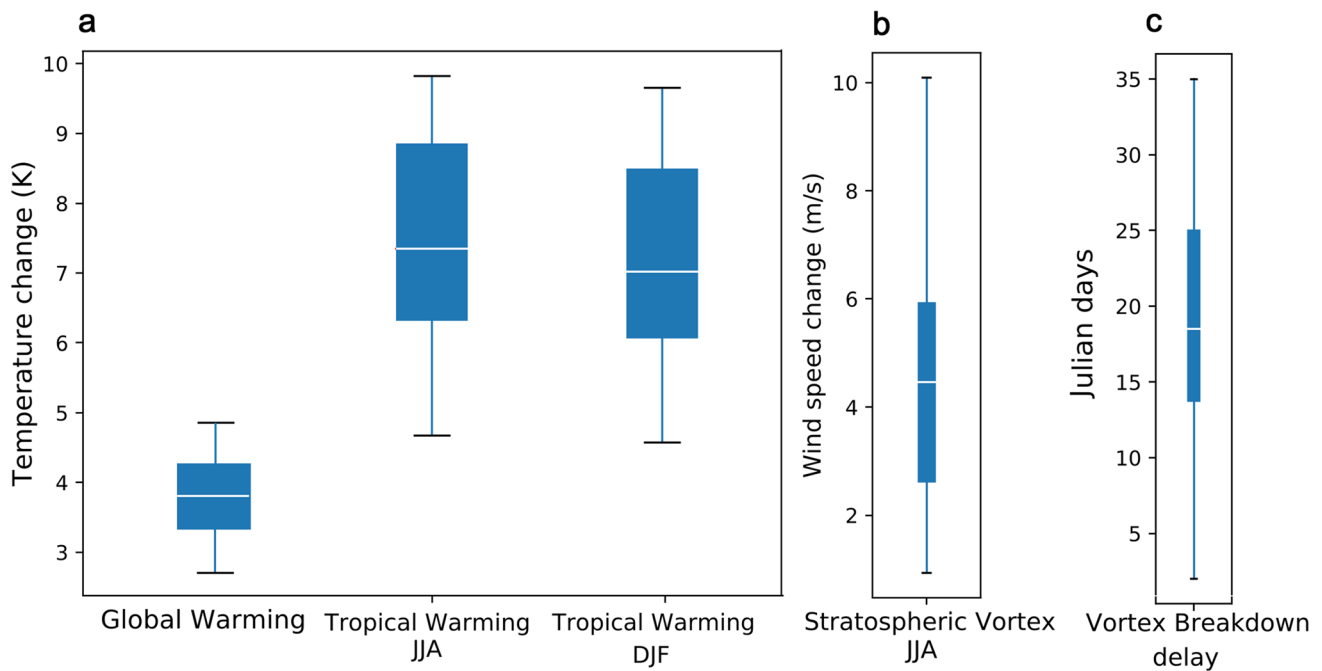 a
Temperature change (K)
10
9
8
7
6
5
4
3
Global Warming
Tropical Warming
JJA
Tropical Warming
DJF
b
Wind speed change (m/s)
10
8
6
4
2
Stratospheric Vortex
JJA
c
Julian days
35
30
25
20
15
10
5
Vortex Breakdown
delay